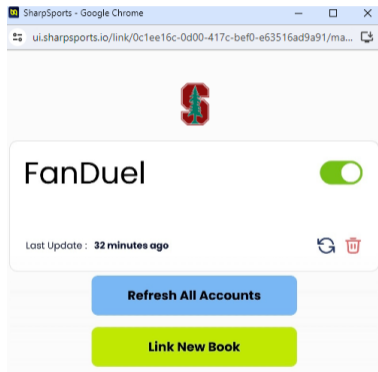 SharpSports - Google Chrome
ui.sharpsports.io/link/0c1ee16c-0d00-417c-bef0-e63516ad9a91/ma...
S
FanDuel
Last Update : 32 minutes ago
Refresh All Accounts
Link New Book